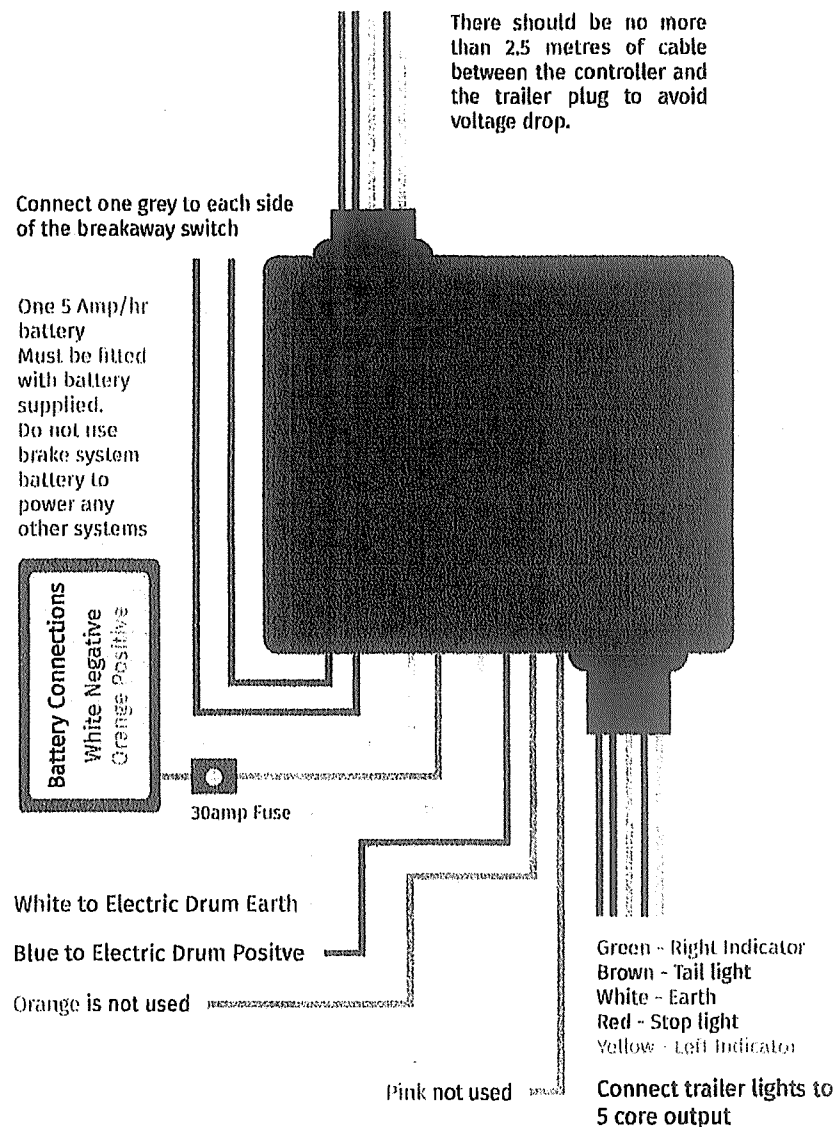 There should be no more
than 2.5 metres of cable
between the controller and
the trailer plug to avoid
voltage drop.
Connect one grey to each side
of the breakaway switch
One 5 Amp/hr
battery
Must be fitted
with battery
supplied.
Do not use
brake system
battery to
power any
other systems
Battery Connections
White Negative
Orange Positive
30amp Fuse
White to Electric Drum Earth
Blue to Electric Drum Positve
Orange is not used
Pink not used
Green - Right Indicator
Brown - Tail light
White - Earth
Red - Stop light
Yellow - Left Indicator
Connect trailer lights to
5 core output